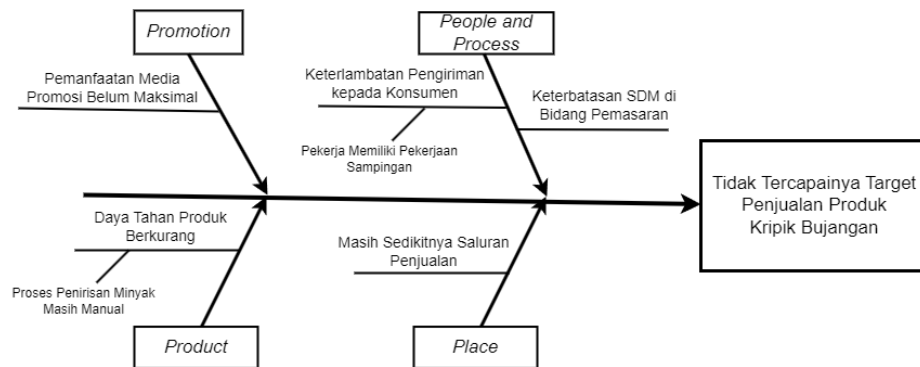 Promotion
People and
Process
Pemanfaatan Media
Promosi Belum Maksimal
Keterlambatan Pengiriman
kepada Konsumen
Keterbatasan SDM di
Bidang Pemasaran
Pekerja Memiliki Pekerjaan
Sampingan
Tidak Tercapainya Target
Penjualan Produk
Kripik Bujangan
Daya Tahan Produk
Berkurang
Masih Sedikitnya Saluran
Penjualan
Proses Penirisan Minyak
Masih Manual
Product
Place